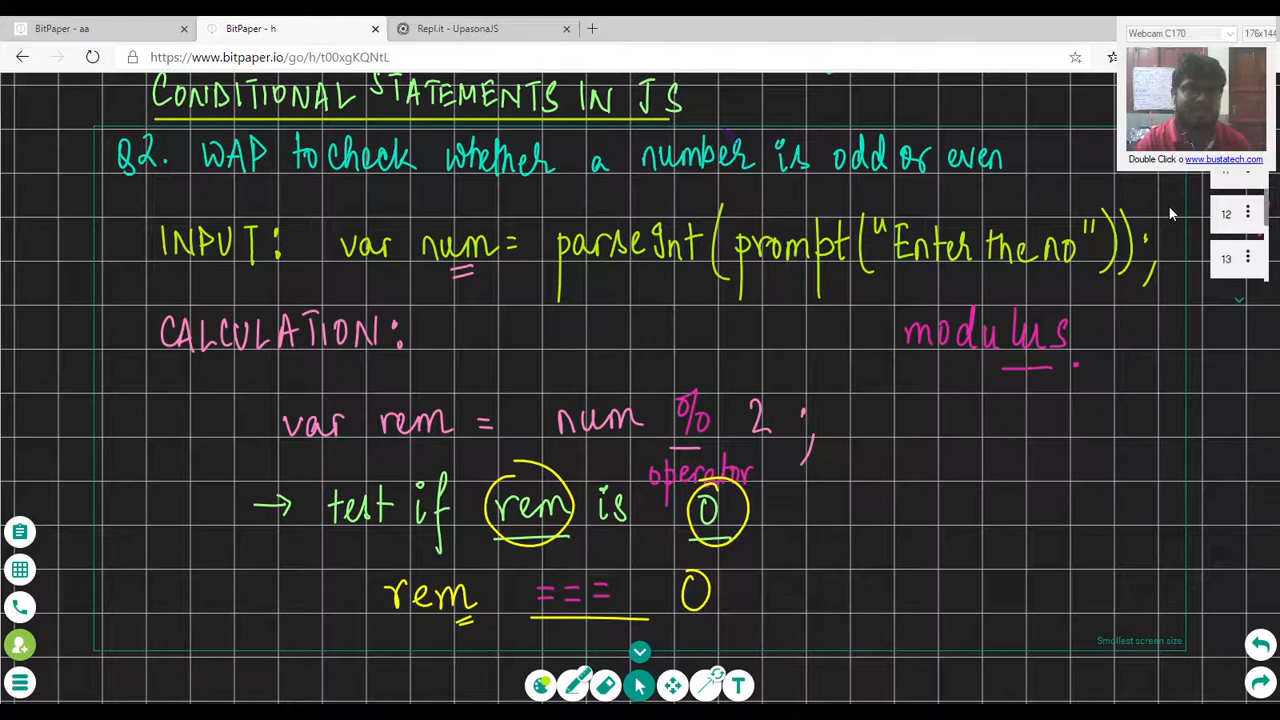 BitPaper - aa
BitPaper - h
Repl.it - UpasonaJS
https://www.bitpaper.io/go/h/t00xgKQNtL
Webcam C170
176x144
Double Click o www.bustatech.com
CONDITIONAL STATEMENTS IN JS
Q2. WAP to check whether a number is odd or even
INPUT: var num = parseInt(prompt("Enter the no"));
CALCULATION:
modulus.
var rem = num % 2 ;
operator
→ test if rem is 0
rem === 0
12
13
Smallest screen size
T